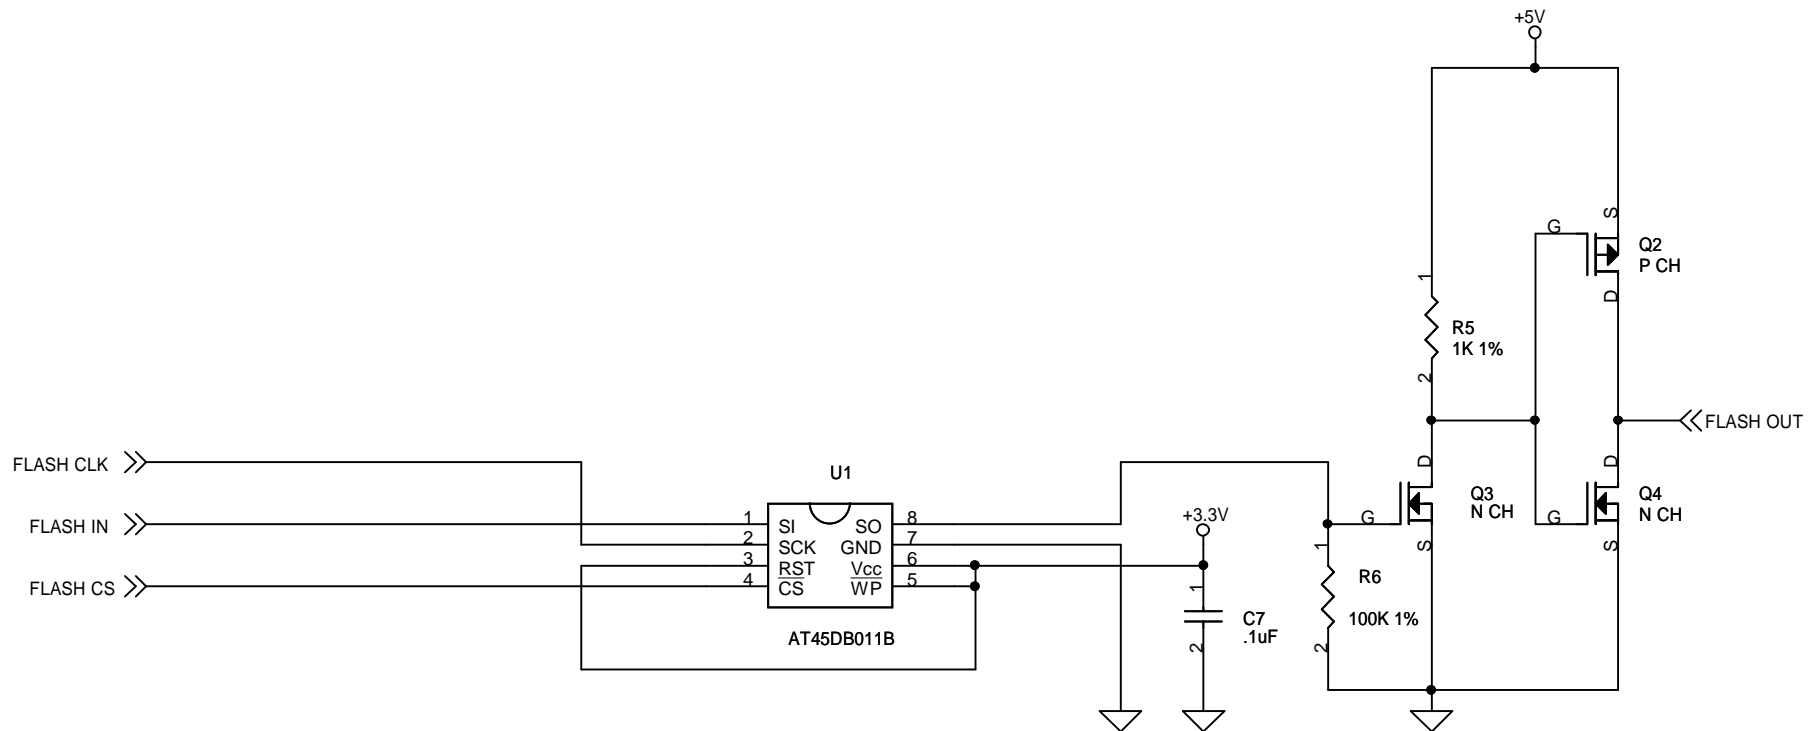 +5V
S
G
Q2
P CH
1
D
R5
1K 1%
2
FLASH OUT
FLASH CLK
U1
D
D
Q3
N CH
Q4
N CH
+3.3V
FLASH IN
1 SI SO 8
G
G
2 SCK GND 7
1
S
S
3 RST Vcc 6
FLASH CS
4 CS WP 5
1
R6
C7
.1uF
100K 1%
AT45DB011B
2
2